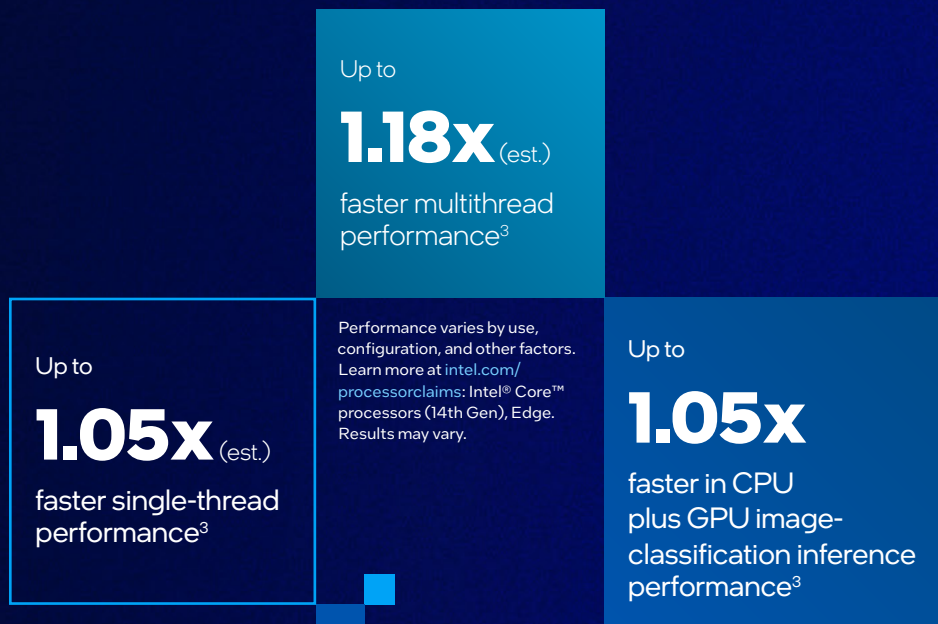 Up to
1.18x (est.)
faster multithread
performance³
Up to
1.05x (est.)
faster single-thread
performance³
Performance varies by use,
configuration, and other factors.
Learn more at intel.com/
processorclaims: Intel® Core™
processors (14th Gen), Edge.
Results may vary.
Up to
1.05x
faster in CPU
plus GPU image-
classification inference
performance³